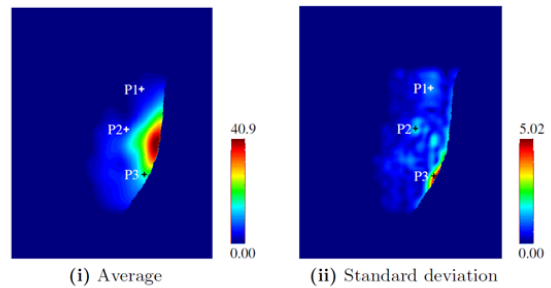 P1
P2
P3
40.9
0.00
(i) Average
P1
P2
P3
5.02
0.00
(ii) Standard deviation